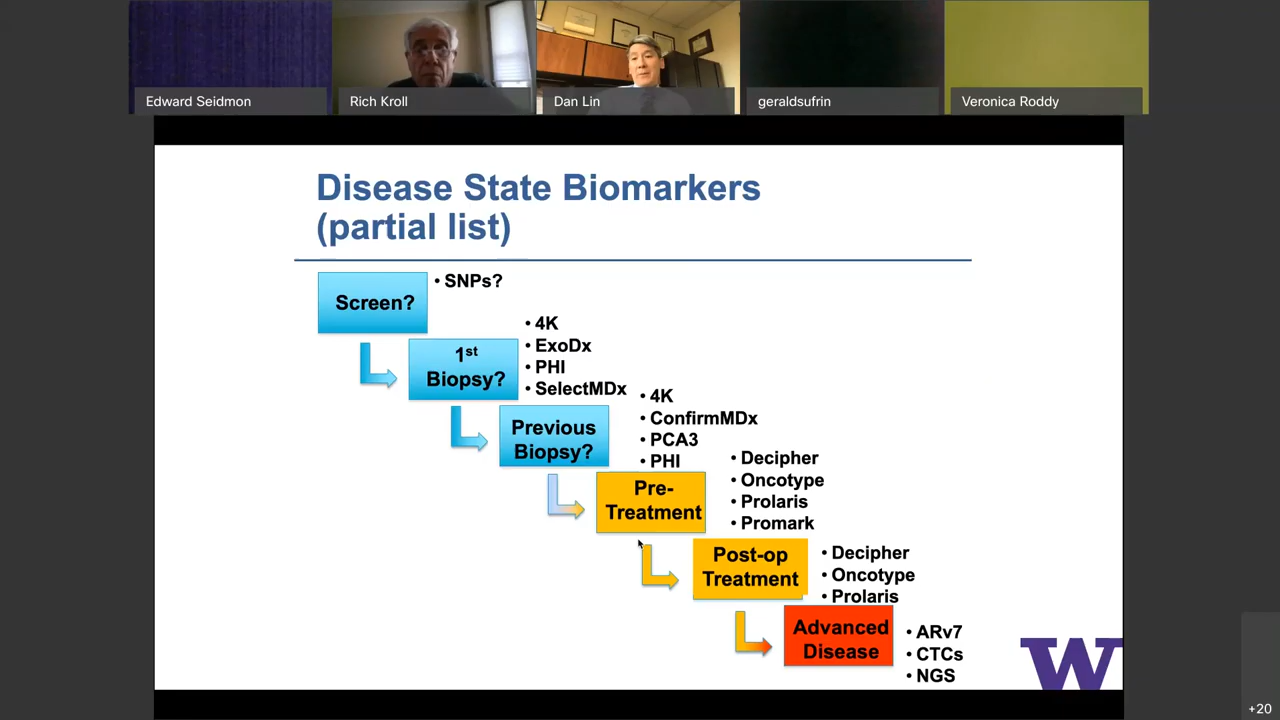 Edward Seidmon
Rich Kroll
Dan Lin
geraldsufrin
Veronica Roddy
Disease State Biomarkers
(partial list)
Screen?
• SNPs?
1st
Biopsy?
• 4K
• ExoDx
• PHI
• SelectMDx
Previous
Biopsy?
• 4K
• ConfirmMDx
• PCA3
• PHI
Pre-
Treatment
• Decipher
• Oncotype
• Prolaris
• Promark
Post-op
Treatment
• Decipher
• Oncotype
• Prolaris
Advanced
Disease
• ARv7
• CTCs
• NGS
W
+20